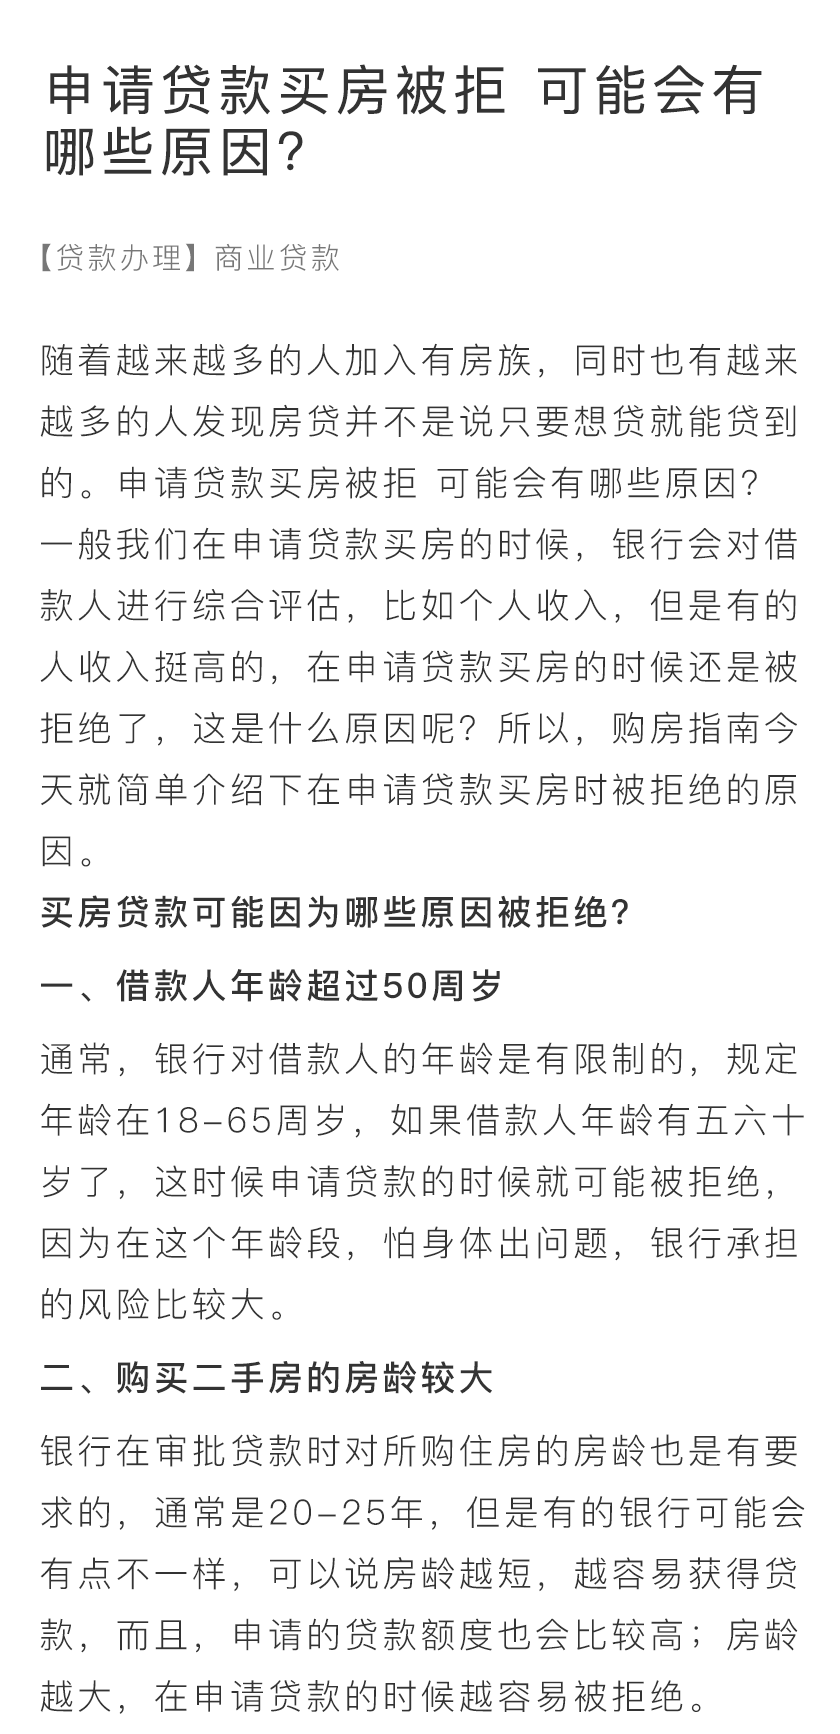 申请贷款买房被拒 可能会有
哪些原因?
【贷款办理】商业贷款
随着越来越多的人加入有房族，同时也有越来
越多的人发现房贷并不是说只要想贷就能贷到
的。申请贷款买房被拒 可能会有哪些原因?
一般我们在申请贷款买房的时候，银行会对借
款人进行综合评估，比如个人收入，但是有的
人收入挺高的，在申请贷款买房的时候还是被
拒绝了，这是什么原因呢？所以，购房指南今
天就简单介绍下在申请贷款买房时被拒绝的原
因。
买房贷款可能因为哪些原因被拒绝?
一、借款人年龄超过50周岁
通常，银行对借款人的年龄是有限制的，规定
年龄在18-65周岁，如果借款人年龄有五六十
岁了，这时候申请贷款的时候就可能被拒绝，
因为在这个年龄段，怕身体出问题，银行承担
的风险比较大。
二、购买二手房的房龄较大
银行在审批贷款时对所购住房的房龄也是有要
求的，通常是20-25年，但是有的银行可能会
有点不一样，可以说房龄越短，越容易获得贷
款，而且，申请的贷款额度也会比较高；房龄
越大，在申请贷款的时候越容易被拒绝。